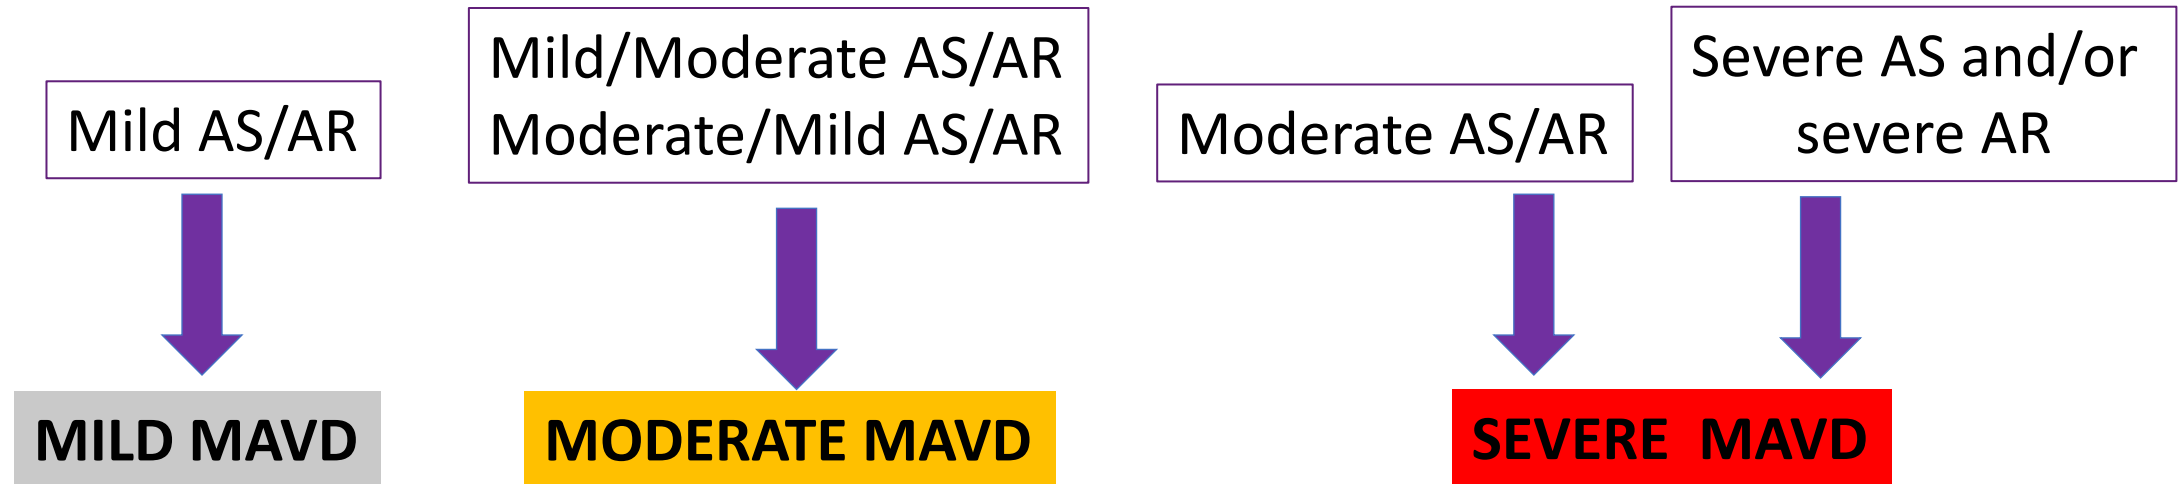 Mild AS/AR
Mild/Moderate AS/AR
Moderate/Mild AS/AR
Moderate AS/AR
Severe AS and/or
severe AR
MILD MAVD
MODERATE MAVD
SEVERE MAVD